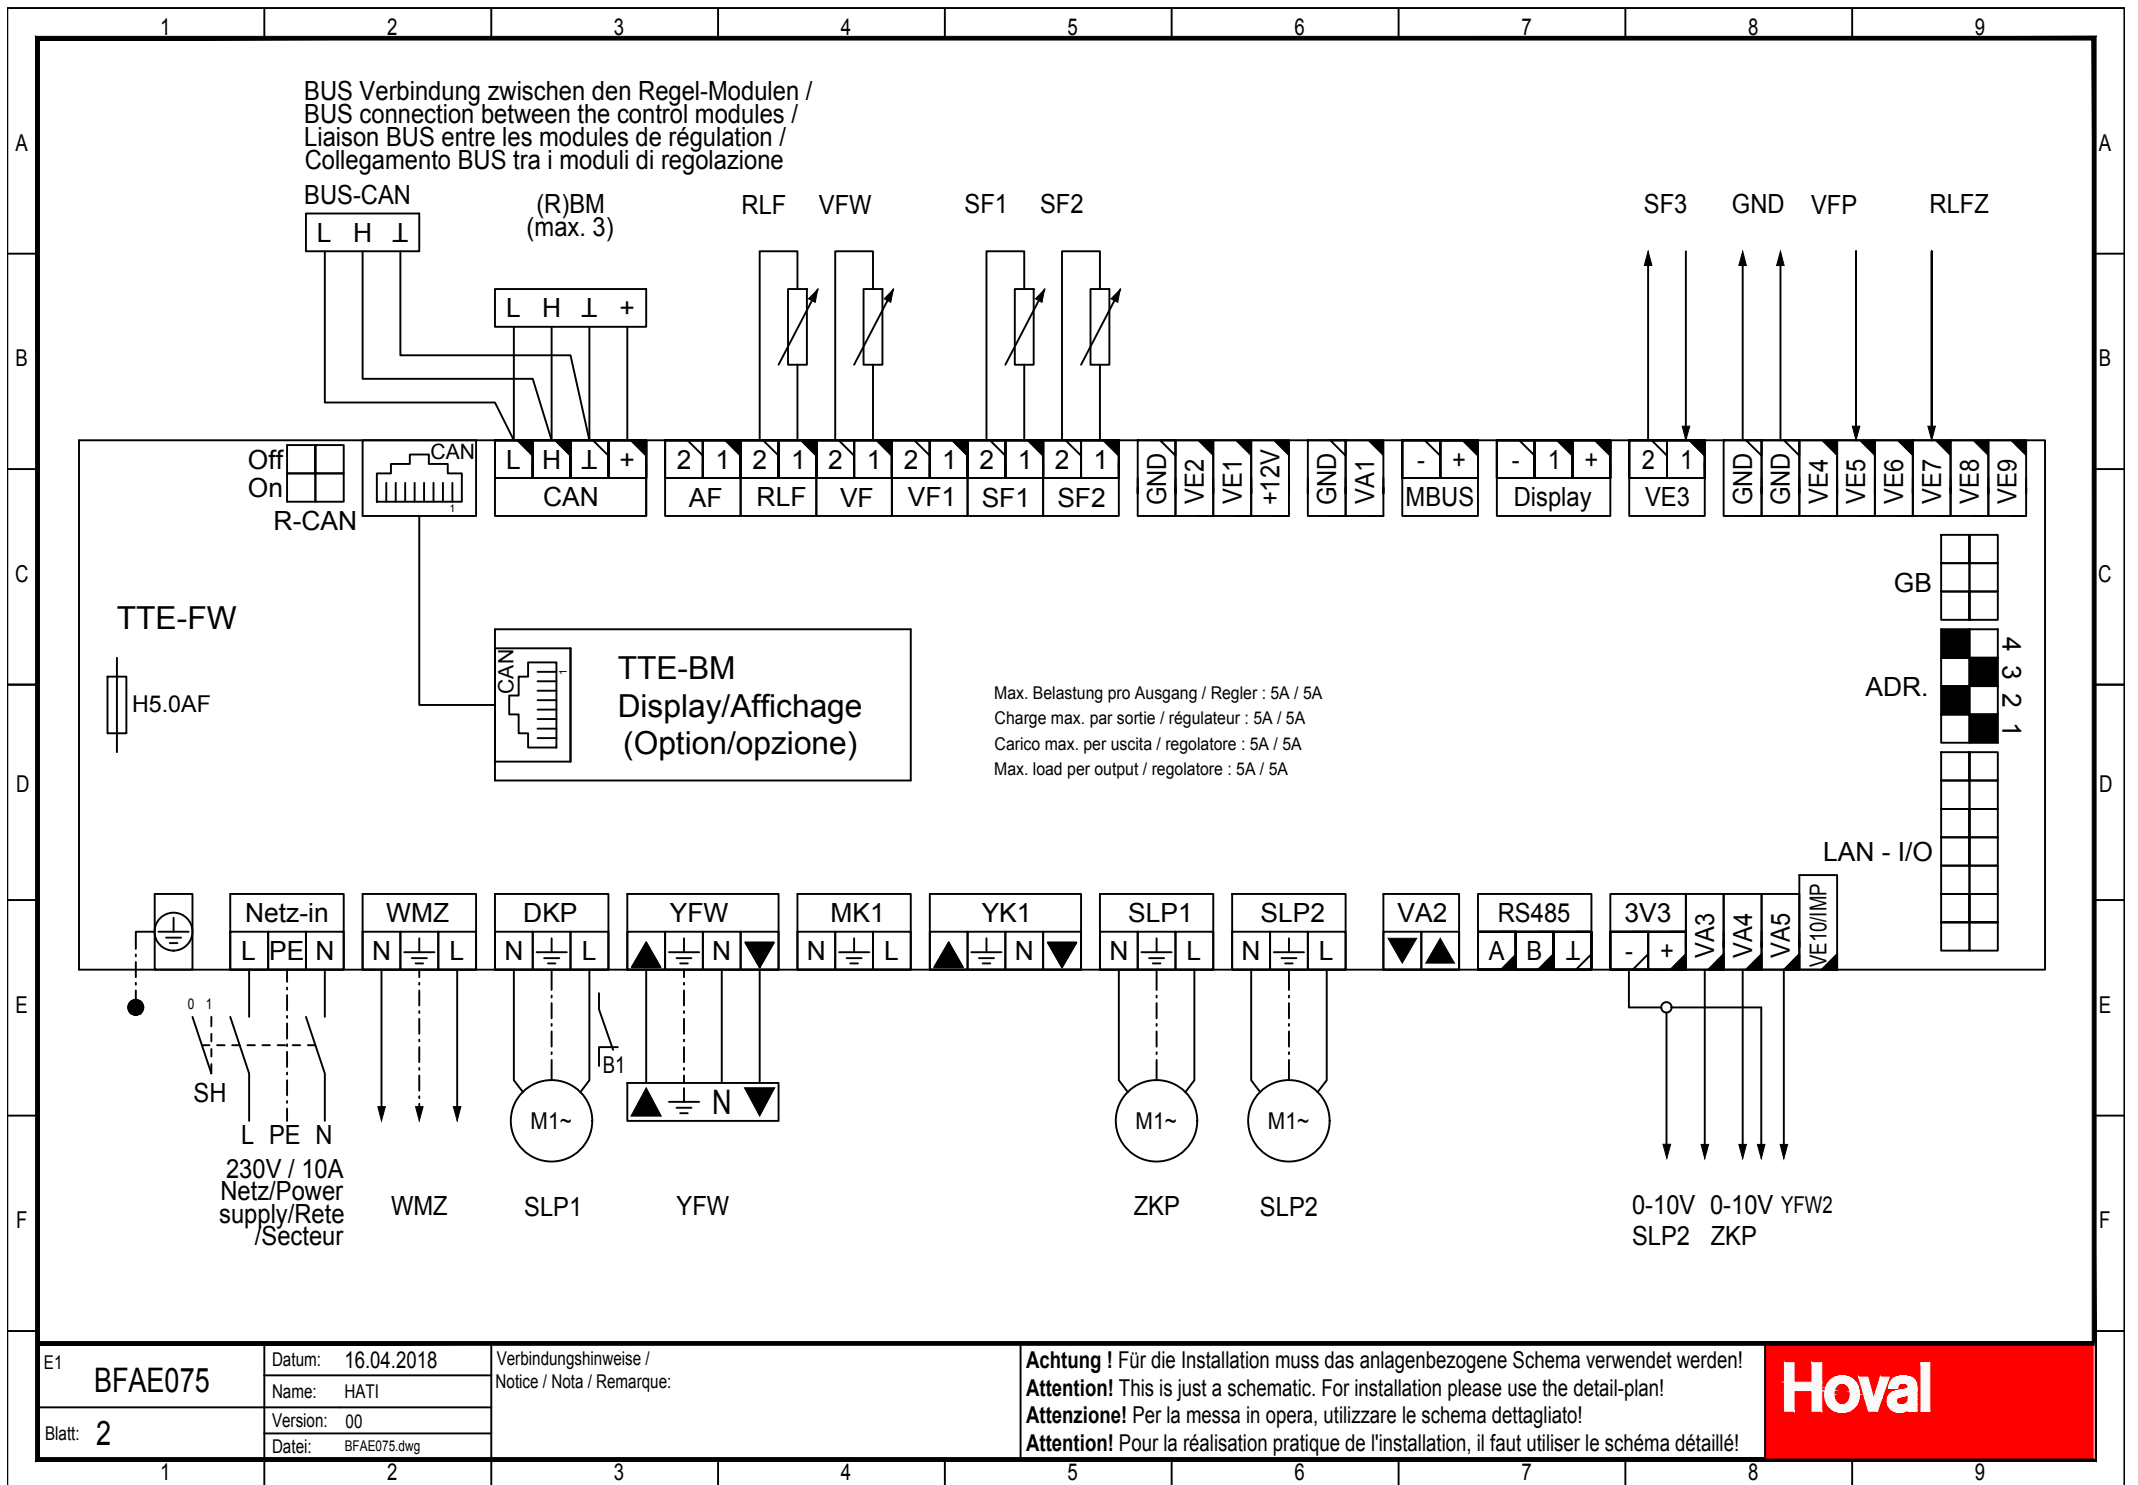 1 2 3 4 5 6 7 8 9
BUS Verbindung zwischen den Regel-Modulen /
BUS connection between the control modules /
Liaison BUS entre les modules de régulation /
Collegamento BUS tra i moduli di regolazione
A A
BUS-CAN
(R)BM
(max. 3)
RLF VFW SF1 SF2 SF3 GND VFP RLFZ
L H ⊥
L H ⊥ +
B B
Off
On
R-CAN
CAN
1
L H ⊥ +
CAN
2 1
AF
2 1
RLF
2 1
VF
2 1
VF1
2 1
SF1
2 1
SF2
GND VE2 VE1 +12V
GND VA1
- +
MBUS
- 1 +
Display
2 1
VE3
GND GND VE4 VE5 VE6 VE7 VE8 VE9
C C
GB
TTE-FW
H5.0AF
CAN
1
TTE-BM
Display/Affichage
(Option/opzione)
Max. Belastung pro Ausgang / Regler : 5A / 5A
Charge max. par sortie / régulateur : 5A / 5A
Carico max. per uscita / regolatore : 5A / 5A
Max. load per output / regolatore : 5A / 5A
ADR.
4 3 2 1
D D
LAN - I/O
Netz-in
L PE N
WMZ
N L
DKP
N L
YFW
N
MK1
N L
YK1
N
SLP1
N L
SLP2
N L
VA2
RS485
A B ⊥
3V3
- +
VA3 VA4 VA5 VE10/IMP
E E
0 1
SH
B1
N
M1~ M1~ M1~
L PE N
230V / 10A
Netz/Power
supply/Rete
/Secteur
WMZ SLP1 YFW ZKP SLP2
0-10V
SLP2
0-10V
ZKP
YFW2
F F
E1
BFAE075
Blatt: 2
Datum: 16.04.2018
Name: HATI
Version: 00
Datei: BFAE075.dwg
Verbindungshinweise /
Notice / Nota / Remarque:
Achtung ! Für die Installation muss das anlagenbezogene Schema verwendet werden!
Attention! This is just a schematic. For installation please use the detail-plan!
Attenzione! Per la messa in opera, utilizzare le schema dettagliato!
Attention! Pour la réalisation pratique de l'installation, il faut utiliser le schéma détaillé!
Hoval
1 2 3 4 5 6 7 8 9